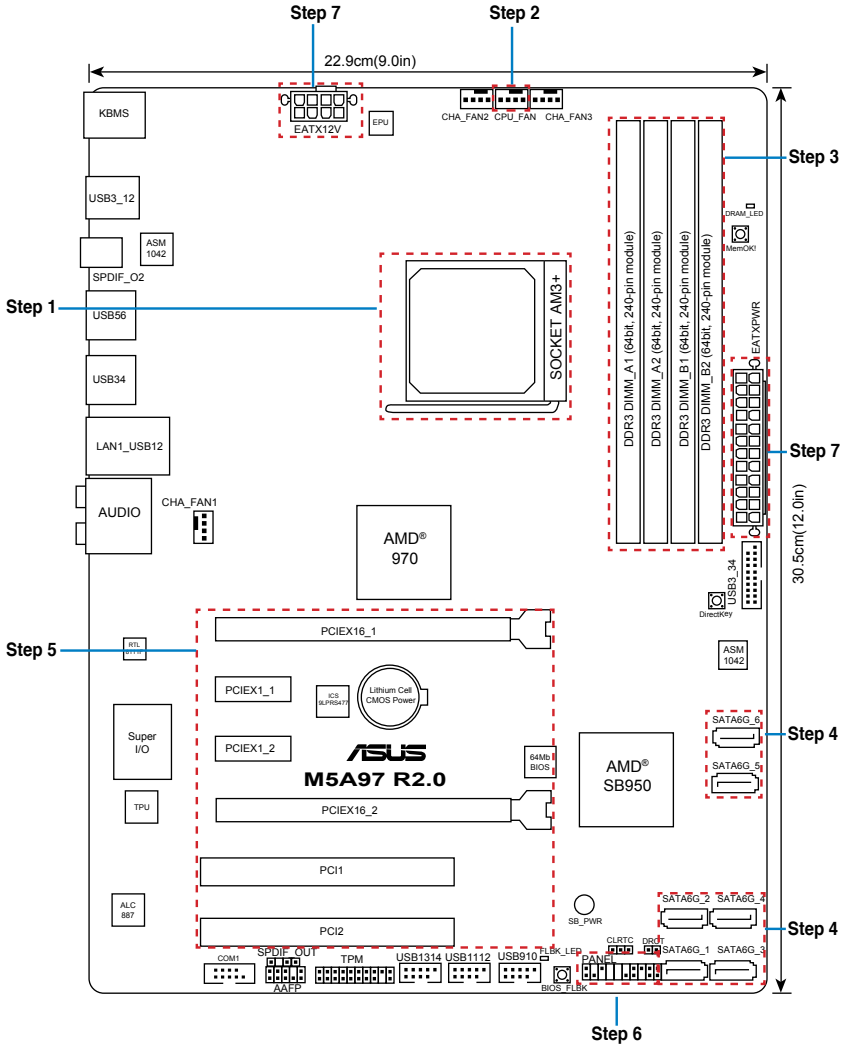 Step 7
Step 2
22.9cm(9.0in)
KBMS
EATX12V
EPU
CHA_FAN2
CPU_FAN
CHA_FAN3
Step 3
USB3_12
ASM
1042
SPDIF_O2
DRAM_LED
MemOK!
Step 1
USB56
SOCKET AM3+
DDR3 DIMM_A1 (64bit, 240-pin module)
DDR3 DIMM_A2 (64bit, 240-pin module)
DDR3 DIMM_B1 (64bit, 240-pin module)
DDR3 DIMM_B2 (64bit, 240-pin module)
EATXPWR
USB34
LAN1_USB12
Step 7
AUDIO
CHA_FAN1
30.5cm(12.0in)
AMD®
970
USB3_34
DirectKey
PCIEX16_1
Step 5
RTL
ASM
1042
PCIEX1_1
ICS
9LPRS477
Lithium Cell
CMOS Power
Super
I/O
SATA6G_6
Step 4
PCIEX1_2
ASUS
64Mb
BIOS
AMD®
SB950
SATA6G_5
M5A97 R2.0
TPU
PCIEX16_2
PCI1
ALC
887
SB_PWR
SATA6G_2
SATA6G_4
PCI2
Step 4
CLRTC
DRCT
COM1
SPDIF_OUT
AAFP
TPM
USB1314
USB1112
USB910
FLBK_LED
BIOS_FLBK
PANEL
SATA6G_1
SATA6G_3
Step 6